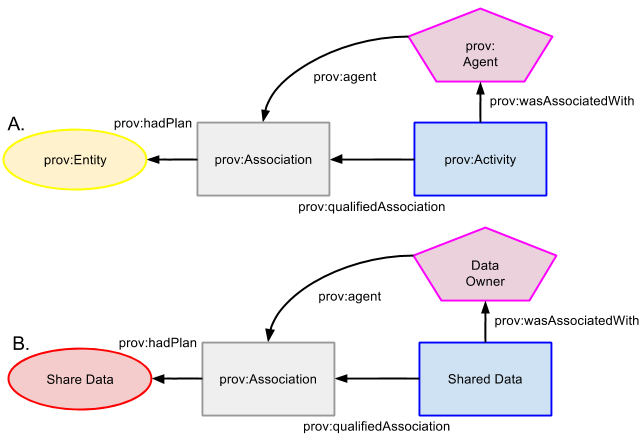 prov:
Agent
prov:agent
prov:wasAssociatedWith
A.
prov:hadPlan
prov:Entity
prov:Association
prov:Activity
prov:qualifiedAssociation
Data
Owner
prov:agent
prov:wasAssociatedWith
B.
prov:hadPlan
Share Data
prov:Association
Shared Data
prov:qualifiedAssociation